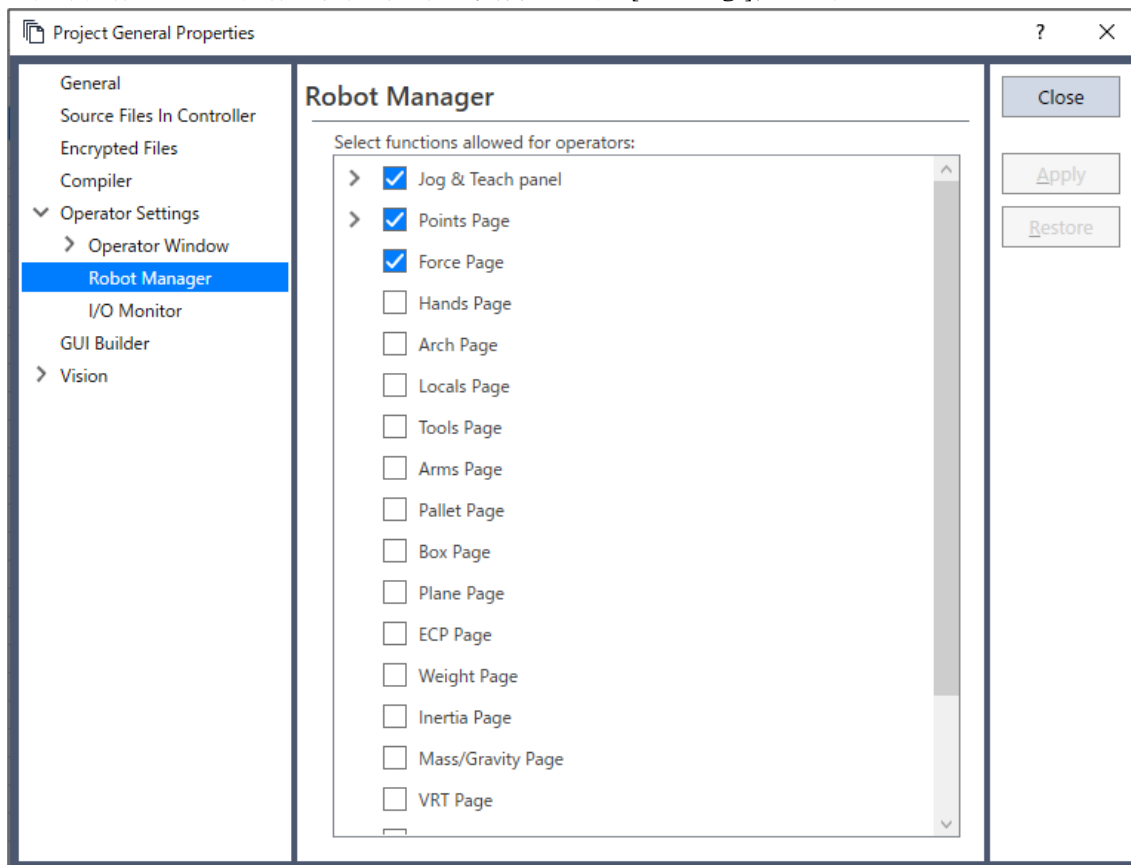 Project General Properties
?
General
Source Files In Controller
Encrypted Files
Compiler
Operator Settings
Operator Window
Robot Manager
I/O Monitor
GUI Builder
Vision
Robot Manager
Select functions allowed for operators:
Jog & Teach panel
Points Page
Force Page
Hands Page
Arch Page
Locals Page
Tools Page
Arms Page
Pallet Page
Box Page
Plane Page
ECP Page
Weight Page
Inertia Page
Mass/Gravity Page
VRT Page
Close
Apply
Restore